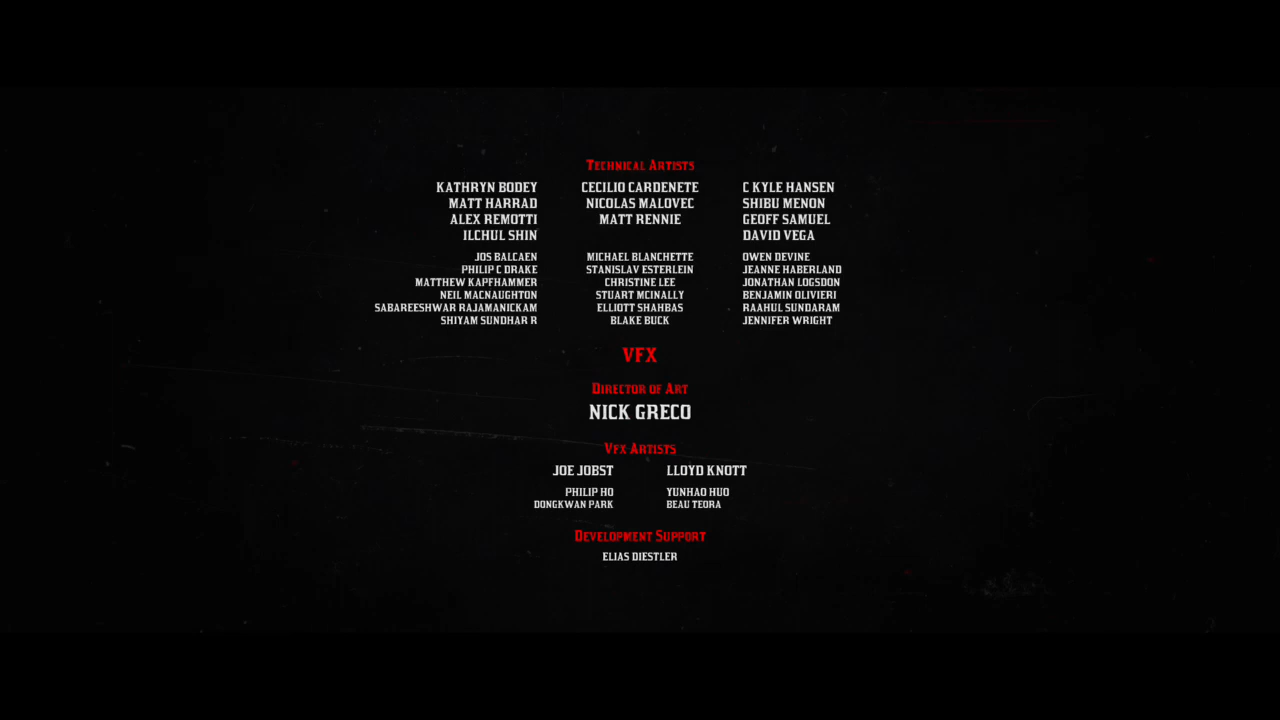 TECHNICAL ARTISTS
KATHRYN BODEY CECILIO CARDENETE C KYLE HANSEN
MATT HARRAD NICOLAS MALOVEC SHIBU MENON
ALEX REMOTTI MATT RENNIE GEOFF SAMUEL
ILCHUL SHIN DAVID VEGA
JOS BALCAEN MICHAEL BLANCHETTE OWEN DEVINE
PHILIP C DRAKE STANISLAV ESTERLEIN JEANNE HABERLAND
MATTHEW KAPFHAMMER CHRISTINE LEE JONATHAN LOGSDON
NEIL MACNAUGHTON STUART MCINALLY BENJAMIN OLIVIERI
SABAREESHWAR RAJAMANICKAM ELLIOTT SHAHBAS RAAHUL SUNDARAM
SHIYAM SUNDHAR R BLAKE BUCK JENNIFER WRIGHT
VFX
DIRECTOR OF ART
NICK GRECO
VFX ARTISTS
JOE JOBST LLOYD KNOTT
PHILIP HO YUNHAO HUO
DONGKWAN PARK BEAU TEORA
DEVELOPMENT SUPPORT
ELIAS DIESTLER